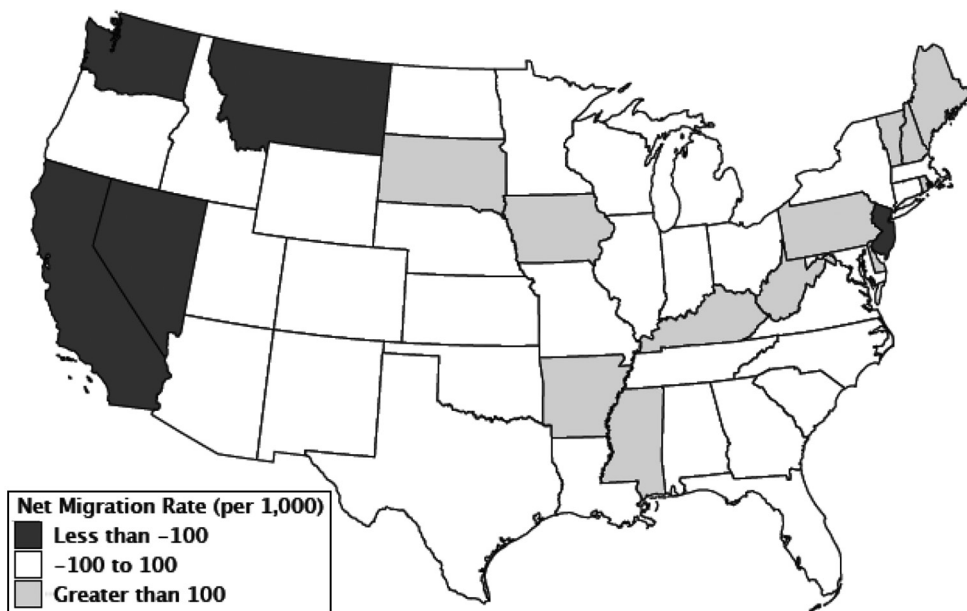 Net Migration Rate (per 1,000)
Less than -100
-100 to 100
Greater than 100